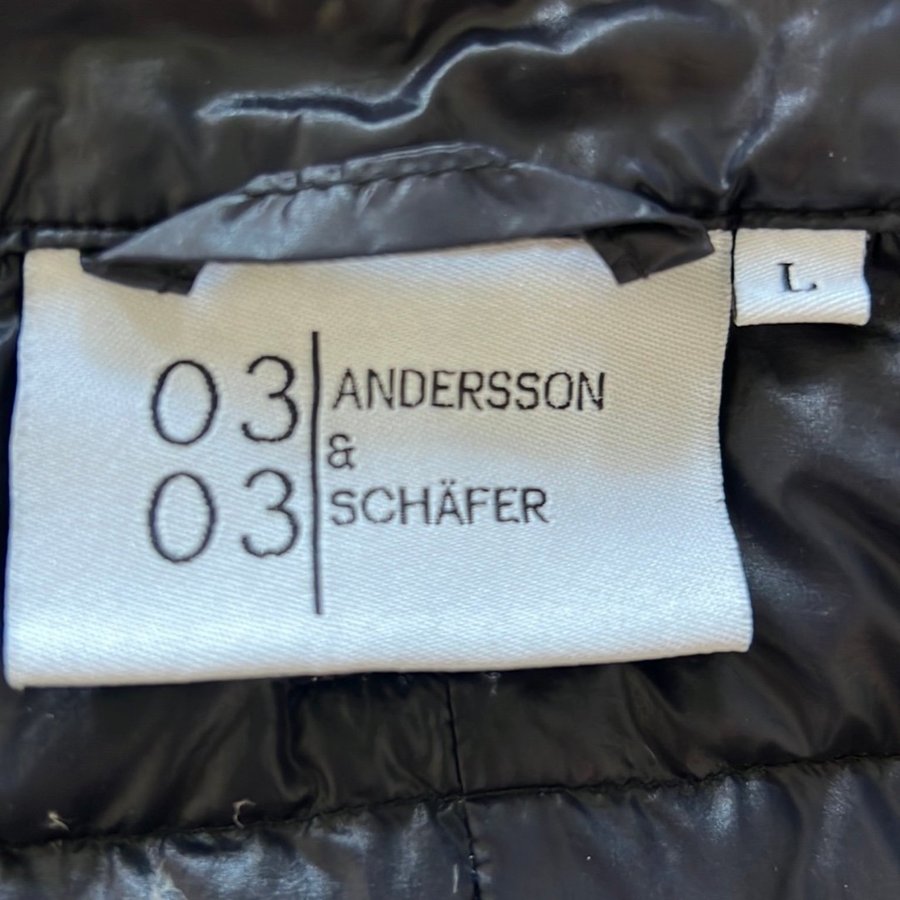 03
03
ANDERSSON
&
SCHÄFER
L